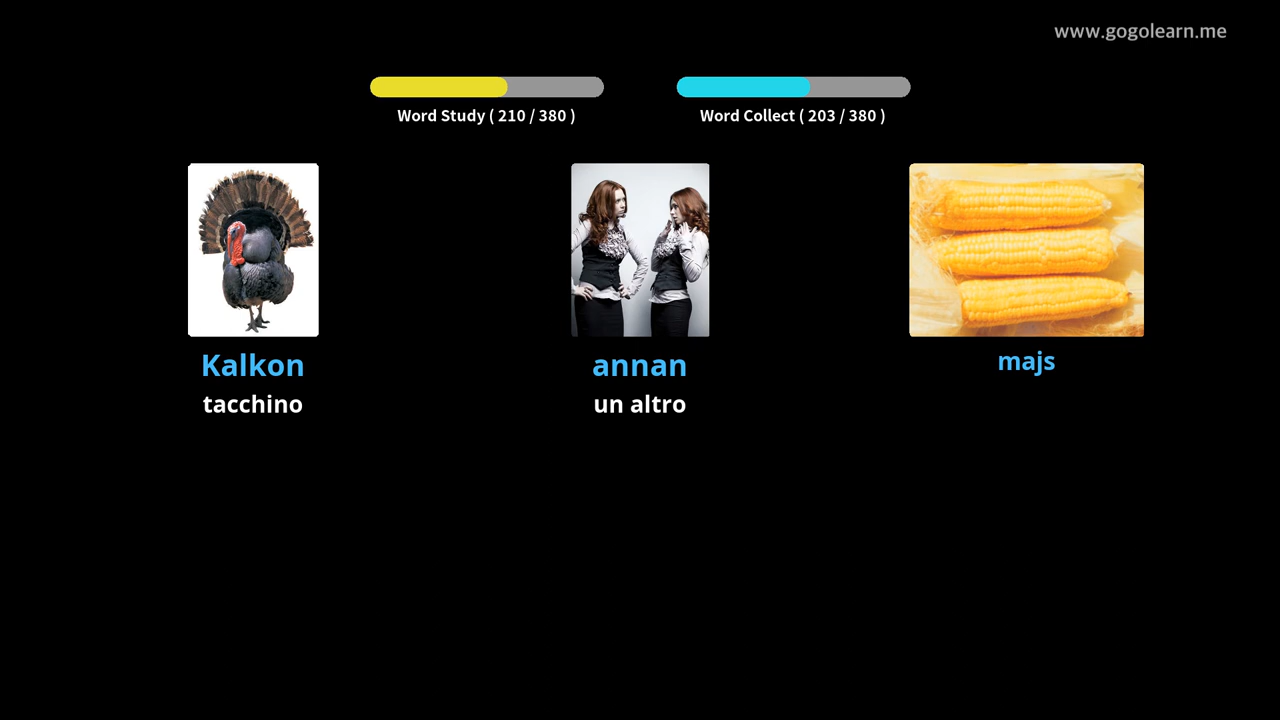 www.gogolearn.me
Word Study ( 210 / 380 )
Word Collect ( 203 / 380 )
Kalkon
tacchino
annan
un altro
majs